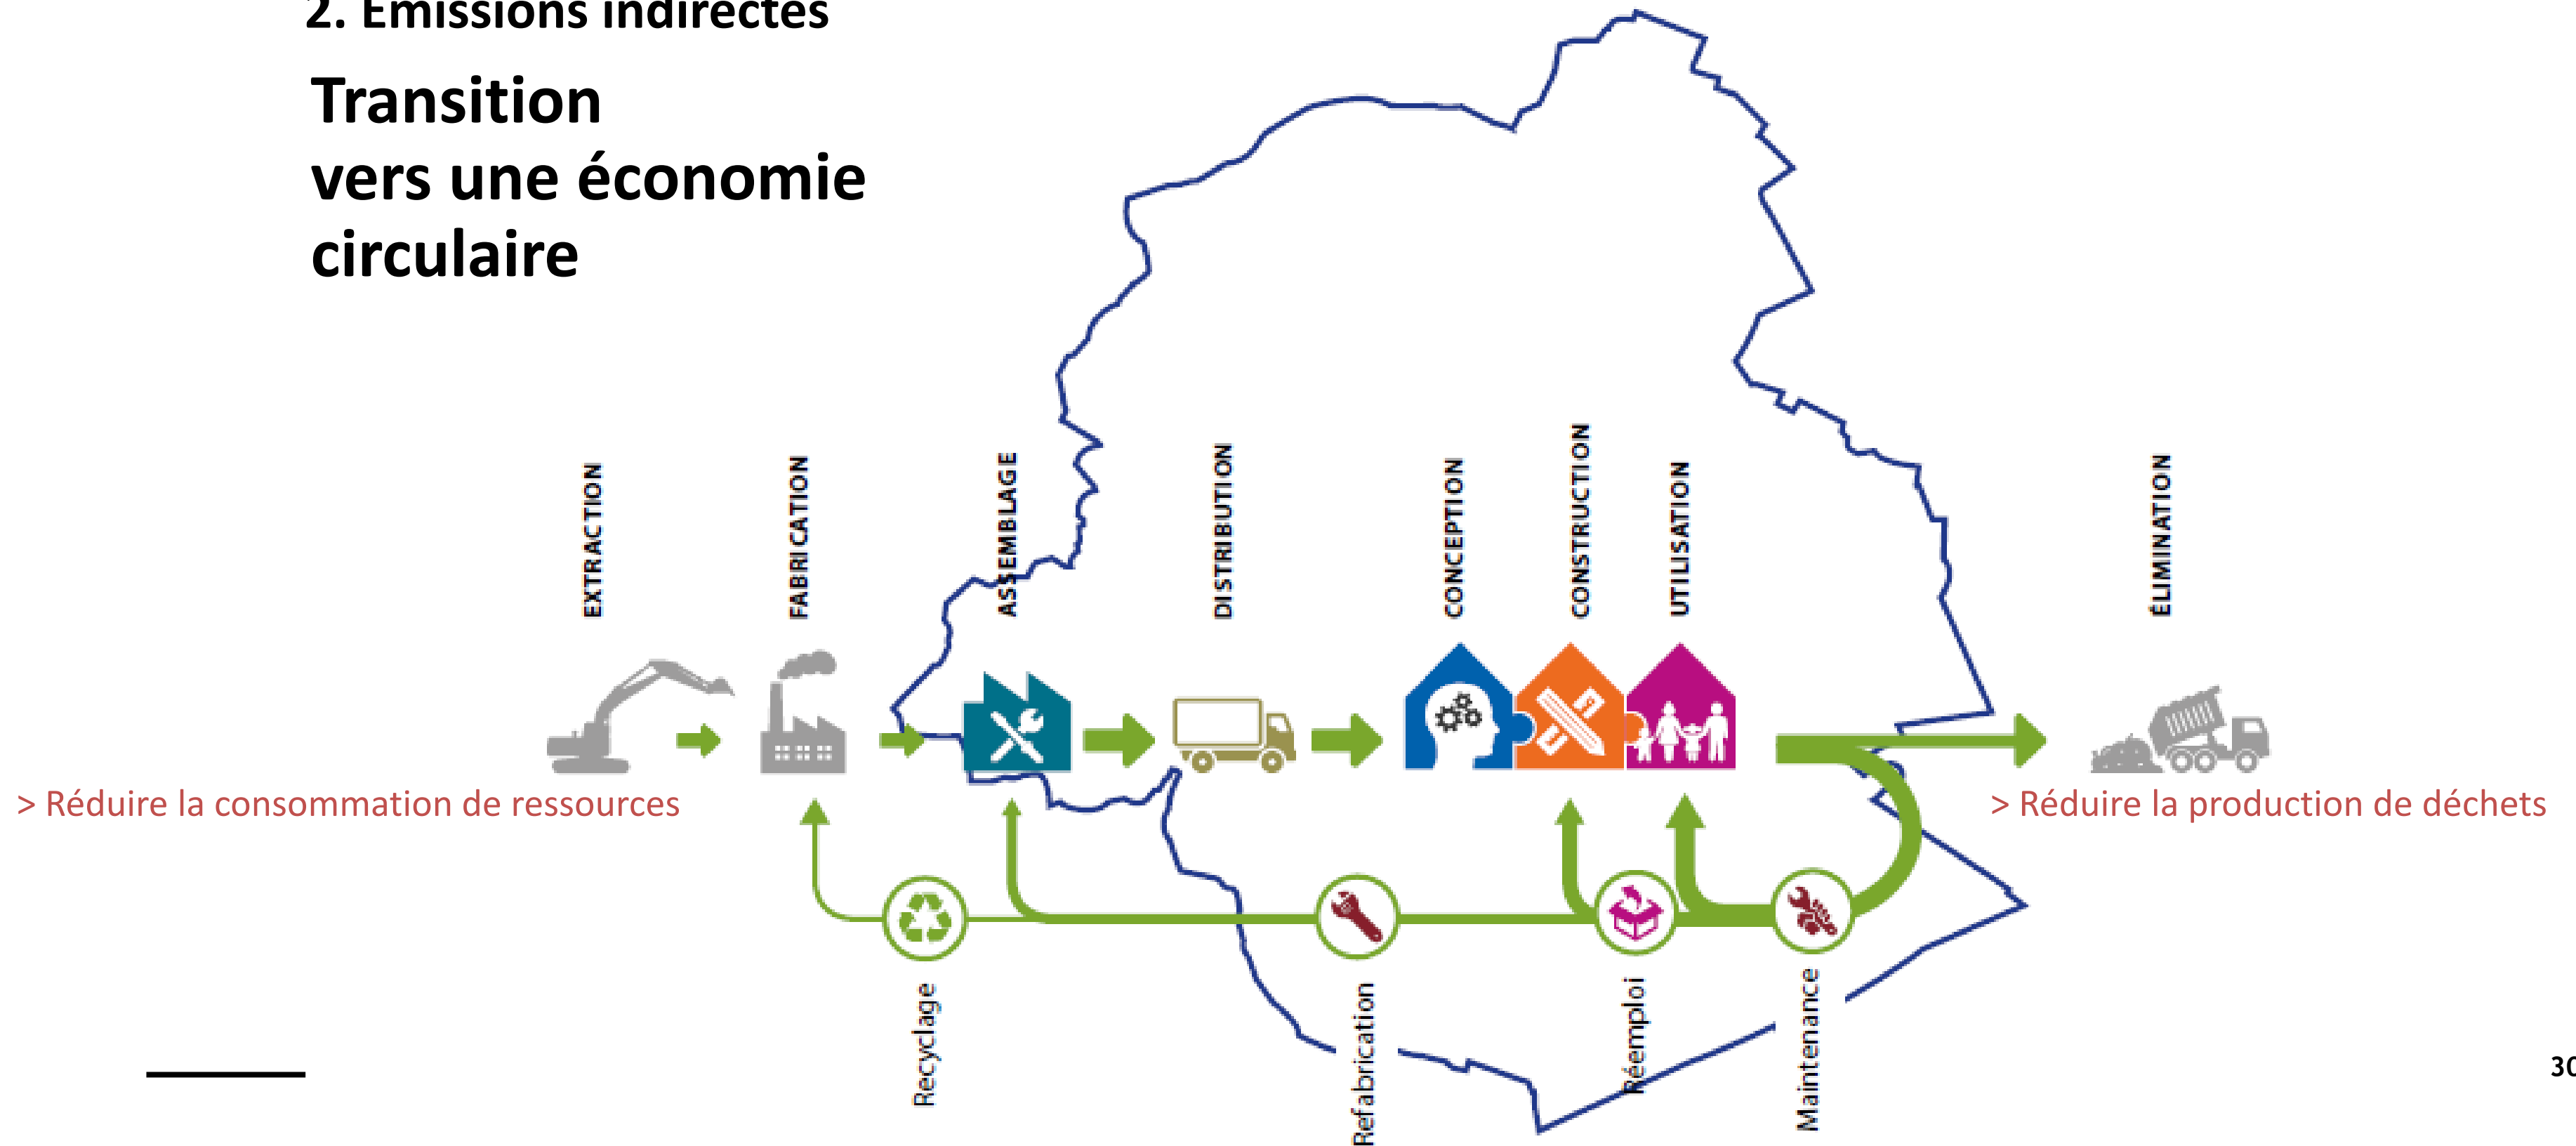 2. Émissions indirectes
Transition
vers une économie
circulaire
EXTRACTION
FABRICATION
ASSEMBLAGE
DISTRIBUTION
CONCEPTION
CONSTRUCTION
UTILISATION
ÉLIMINATION
> Réduire la consommation de ressources
> Réduire la production de déchets
Recyclage
Refabrication
Réemploi
Maintenance
30